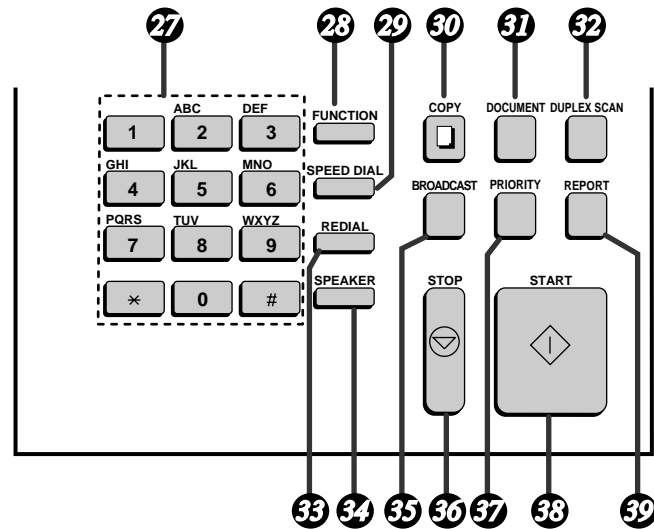 27 28 29 30 31 32
ABC DEF FUNCTION COPY DOCUMENT DUPLEX SCAN
1 2 3
GHI JKL MNO SPEED DIAL
4 5 6
BROADCAST PRIORITY REPORT
PQRS TUV WXYZ REDIAL
7 8 9
SPEAKER STOP START
* 0 #
33 34 35 36 37 38 39